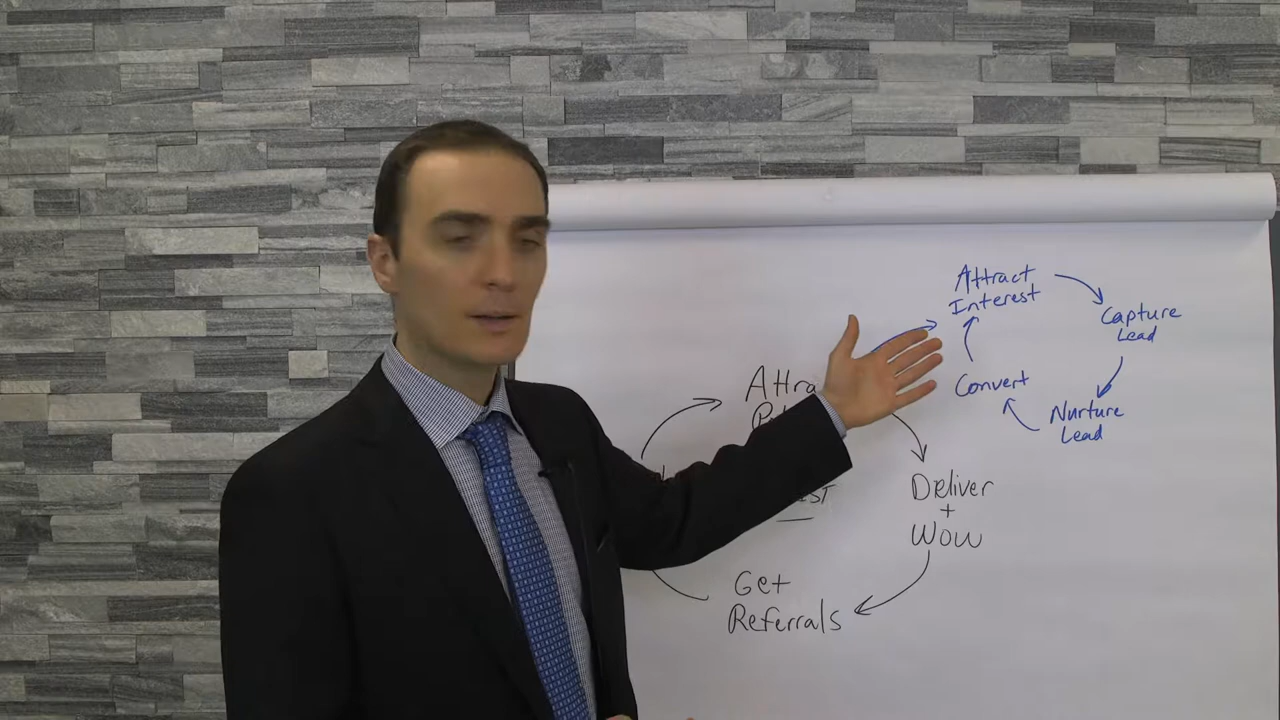 Attract
Interest
Capture
Lead
Nurture
Lead
Convert
Deliver
+
Wow
Get
Referrals